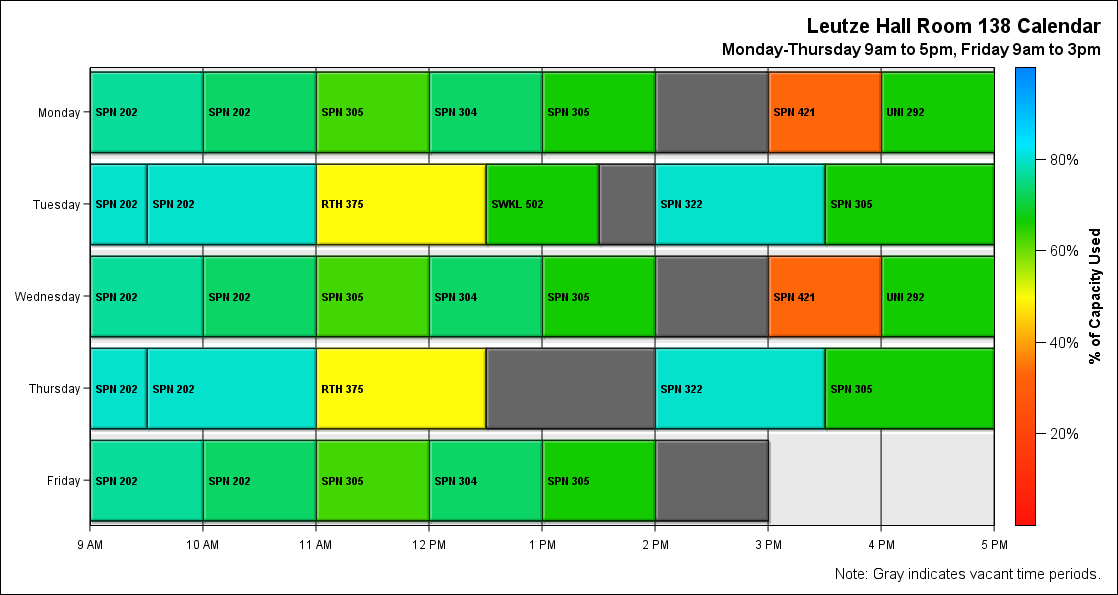 Leutze Hall Room 138 Calendar
Monday-Thursday 9am to 5pm, Friday 9am to 3pm
Monday SPN 202 SPN 202 SPN 305 SPN 304 SPN 305 SPN 421 UNI 292
Tuesday SPN 202 SPN 202 RTH 375 SWKL 502 SPN 322 SPN 305
Wednesday SPN 202 SPN 202 SPN 305 SPN 304 SPN 305 SPN 421 UNI 292
Thursday SPN 202 SPN 202 RTH 375 SPN 322 SPN 305
Friday SPN 202 SPN 202 SPN 305 SPN 304 SPN 305
9 AM 10 AM 11 AM 12 PM 1 PM 2 PM 3 PM 4 PM 5 PM
80%
60%
40%
20%
% of Capacity Used
Note: Gray indicates vacant time periods.